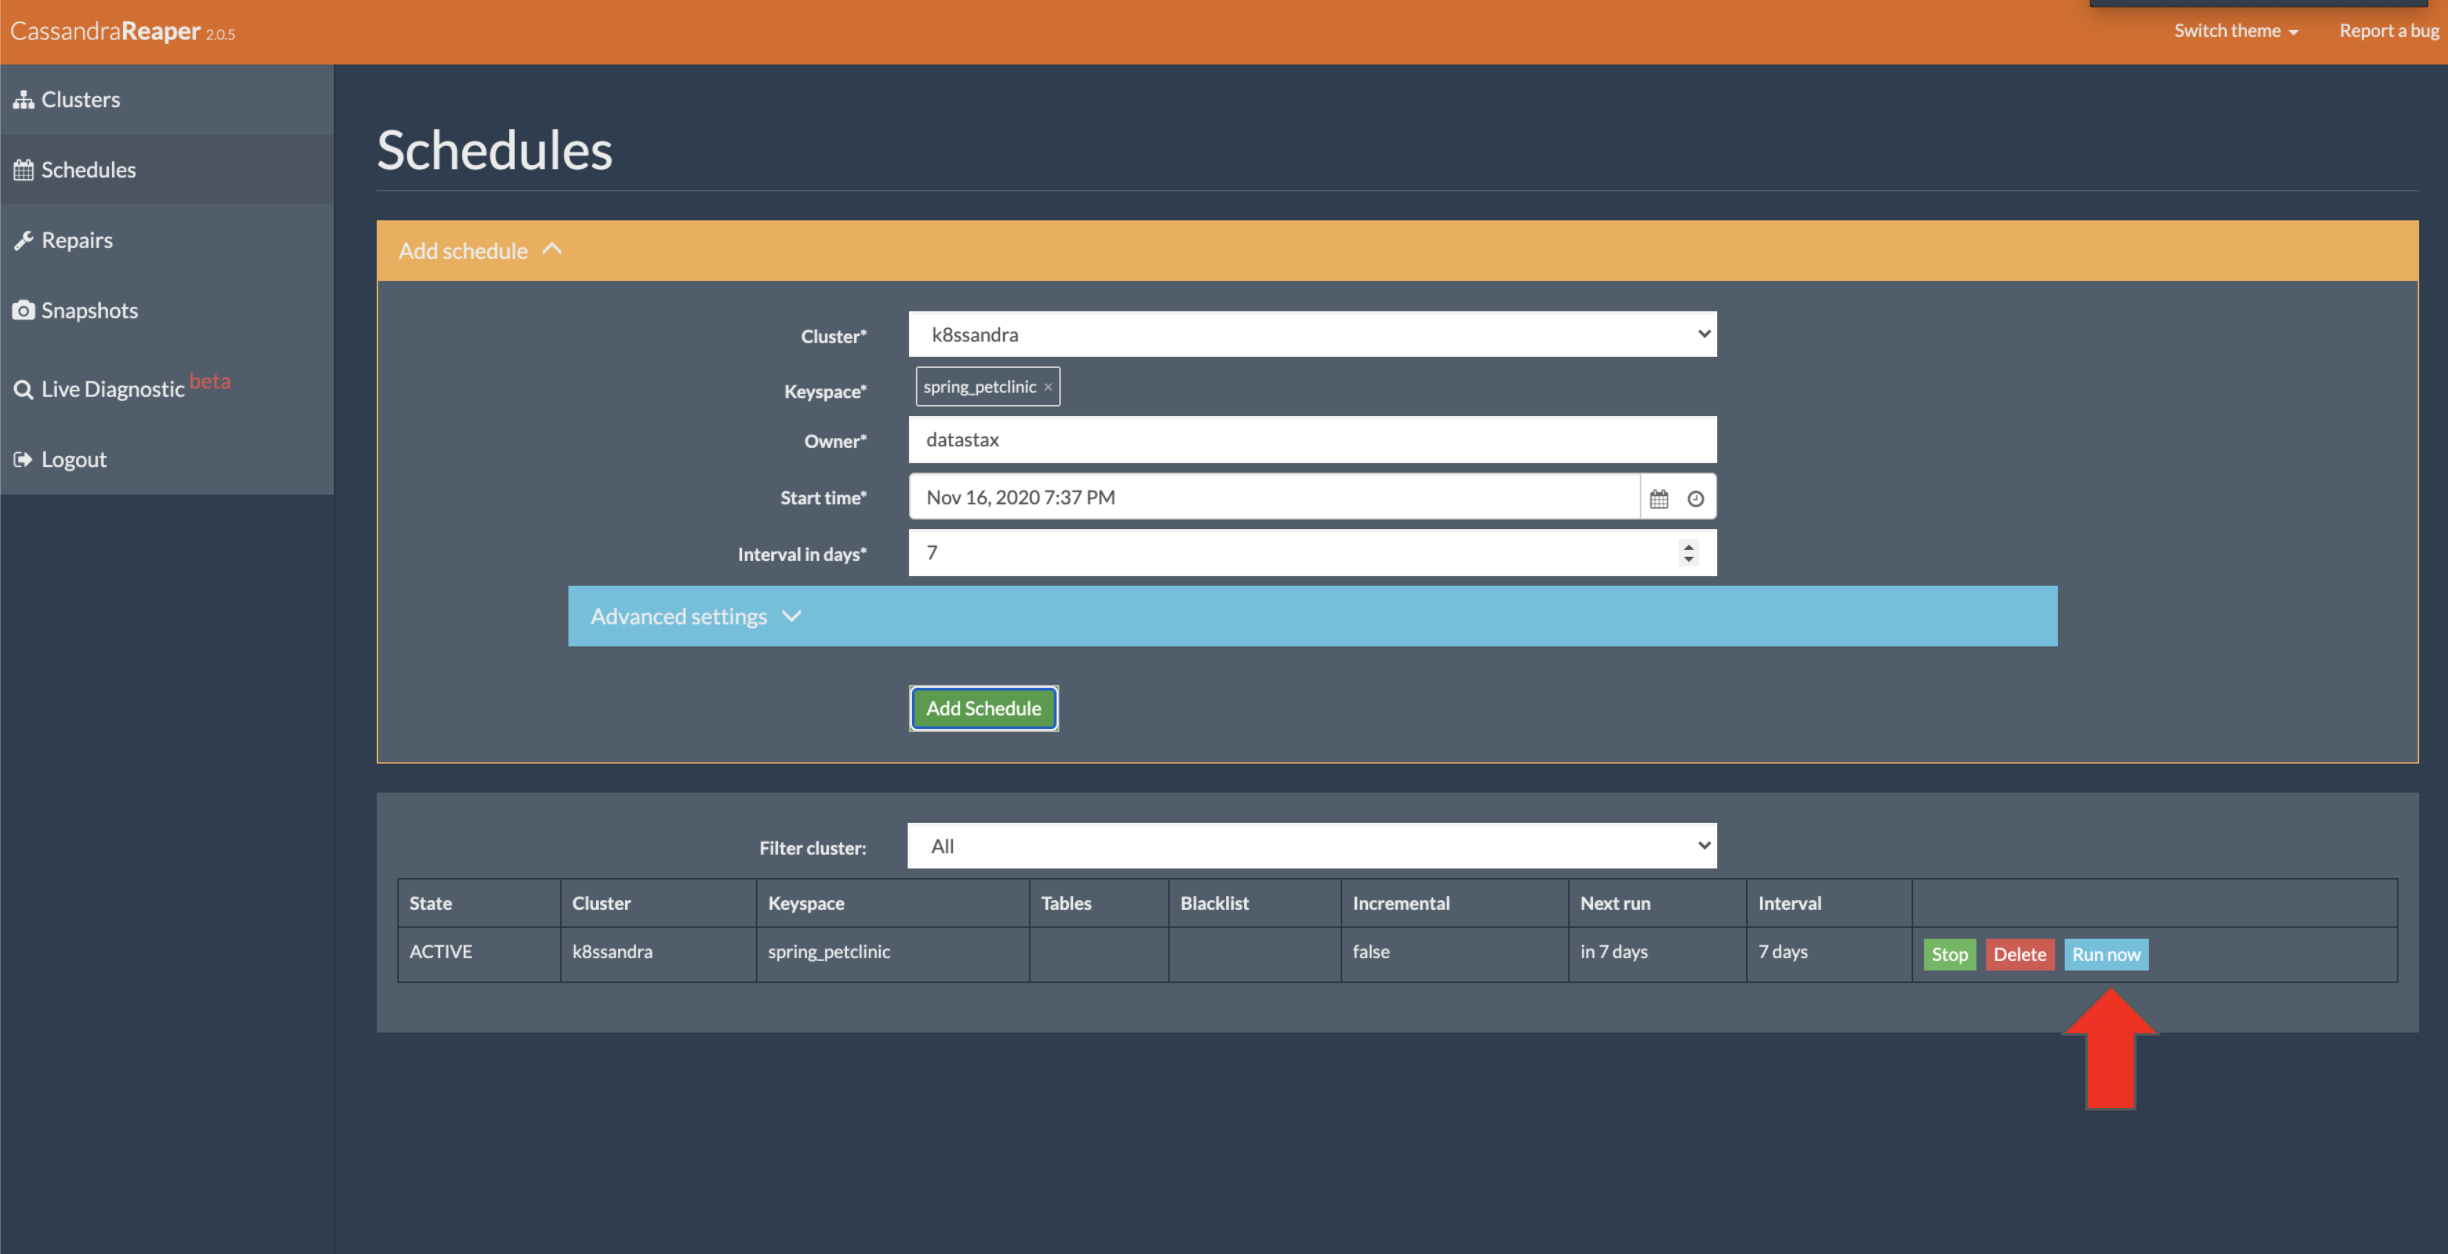 CassandraReaper 2.0.5
Switch theme
Report a bug
Clusters
Schedules
Repairs
Snapshots
Live Diagnostic beta
Logout
Schedules
Add schedule
Cluster*
k8ssandra
Keyspace*
spring_petclinic ×
Owner*
datastax
Start time*
Nov 16, 2020 7:37 PM
Interval in days*
7
Advanced settings
Add Schedule
Filter cluster:
All
State Cluster Keyspace Tables Blacklist Incremental Next run Interval
ACTIVE k8ssandra spring_petclinic false in 7 days 7 days Stop Delete Run now